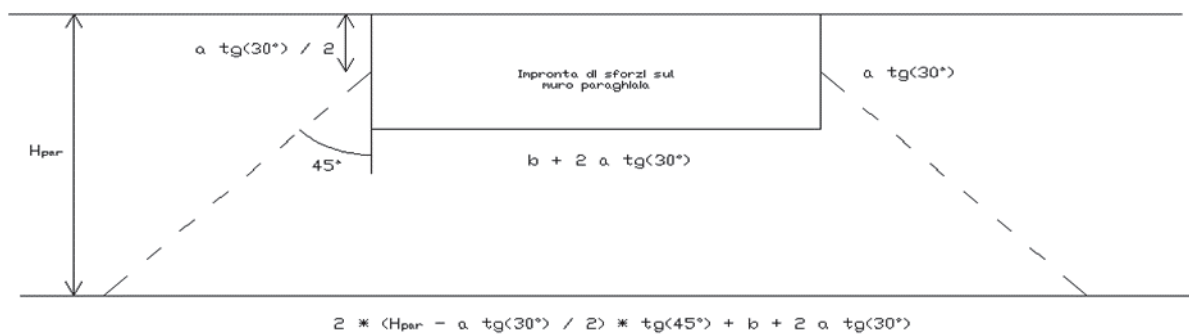 a tg(30°) / 2
Impronta di sforzi sul
muro paraghiaia
a tg(30°)
Hpar
45°
b + 2 a tg(30°)
2 * (Hpar - a tg(30°) / 2) * tg(45°) + b + 2 a tg(30°)